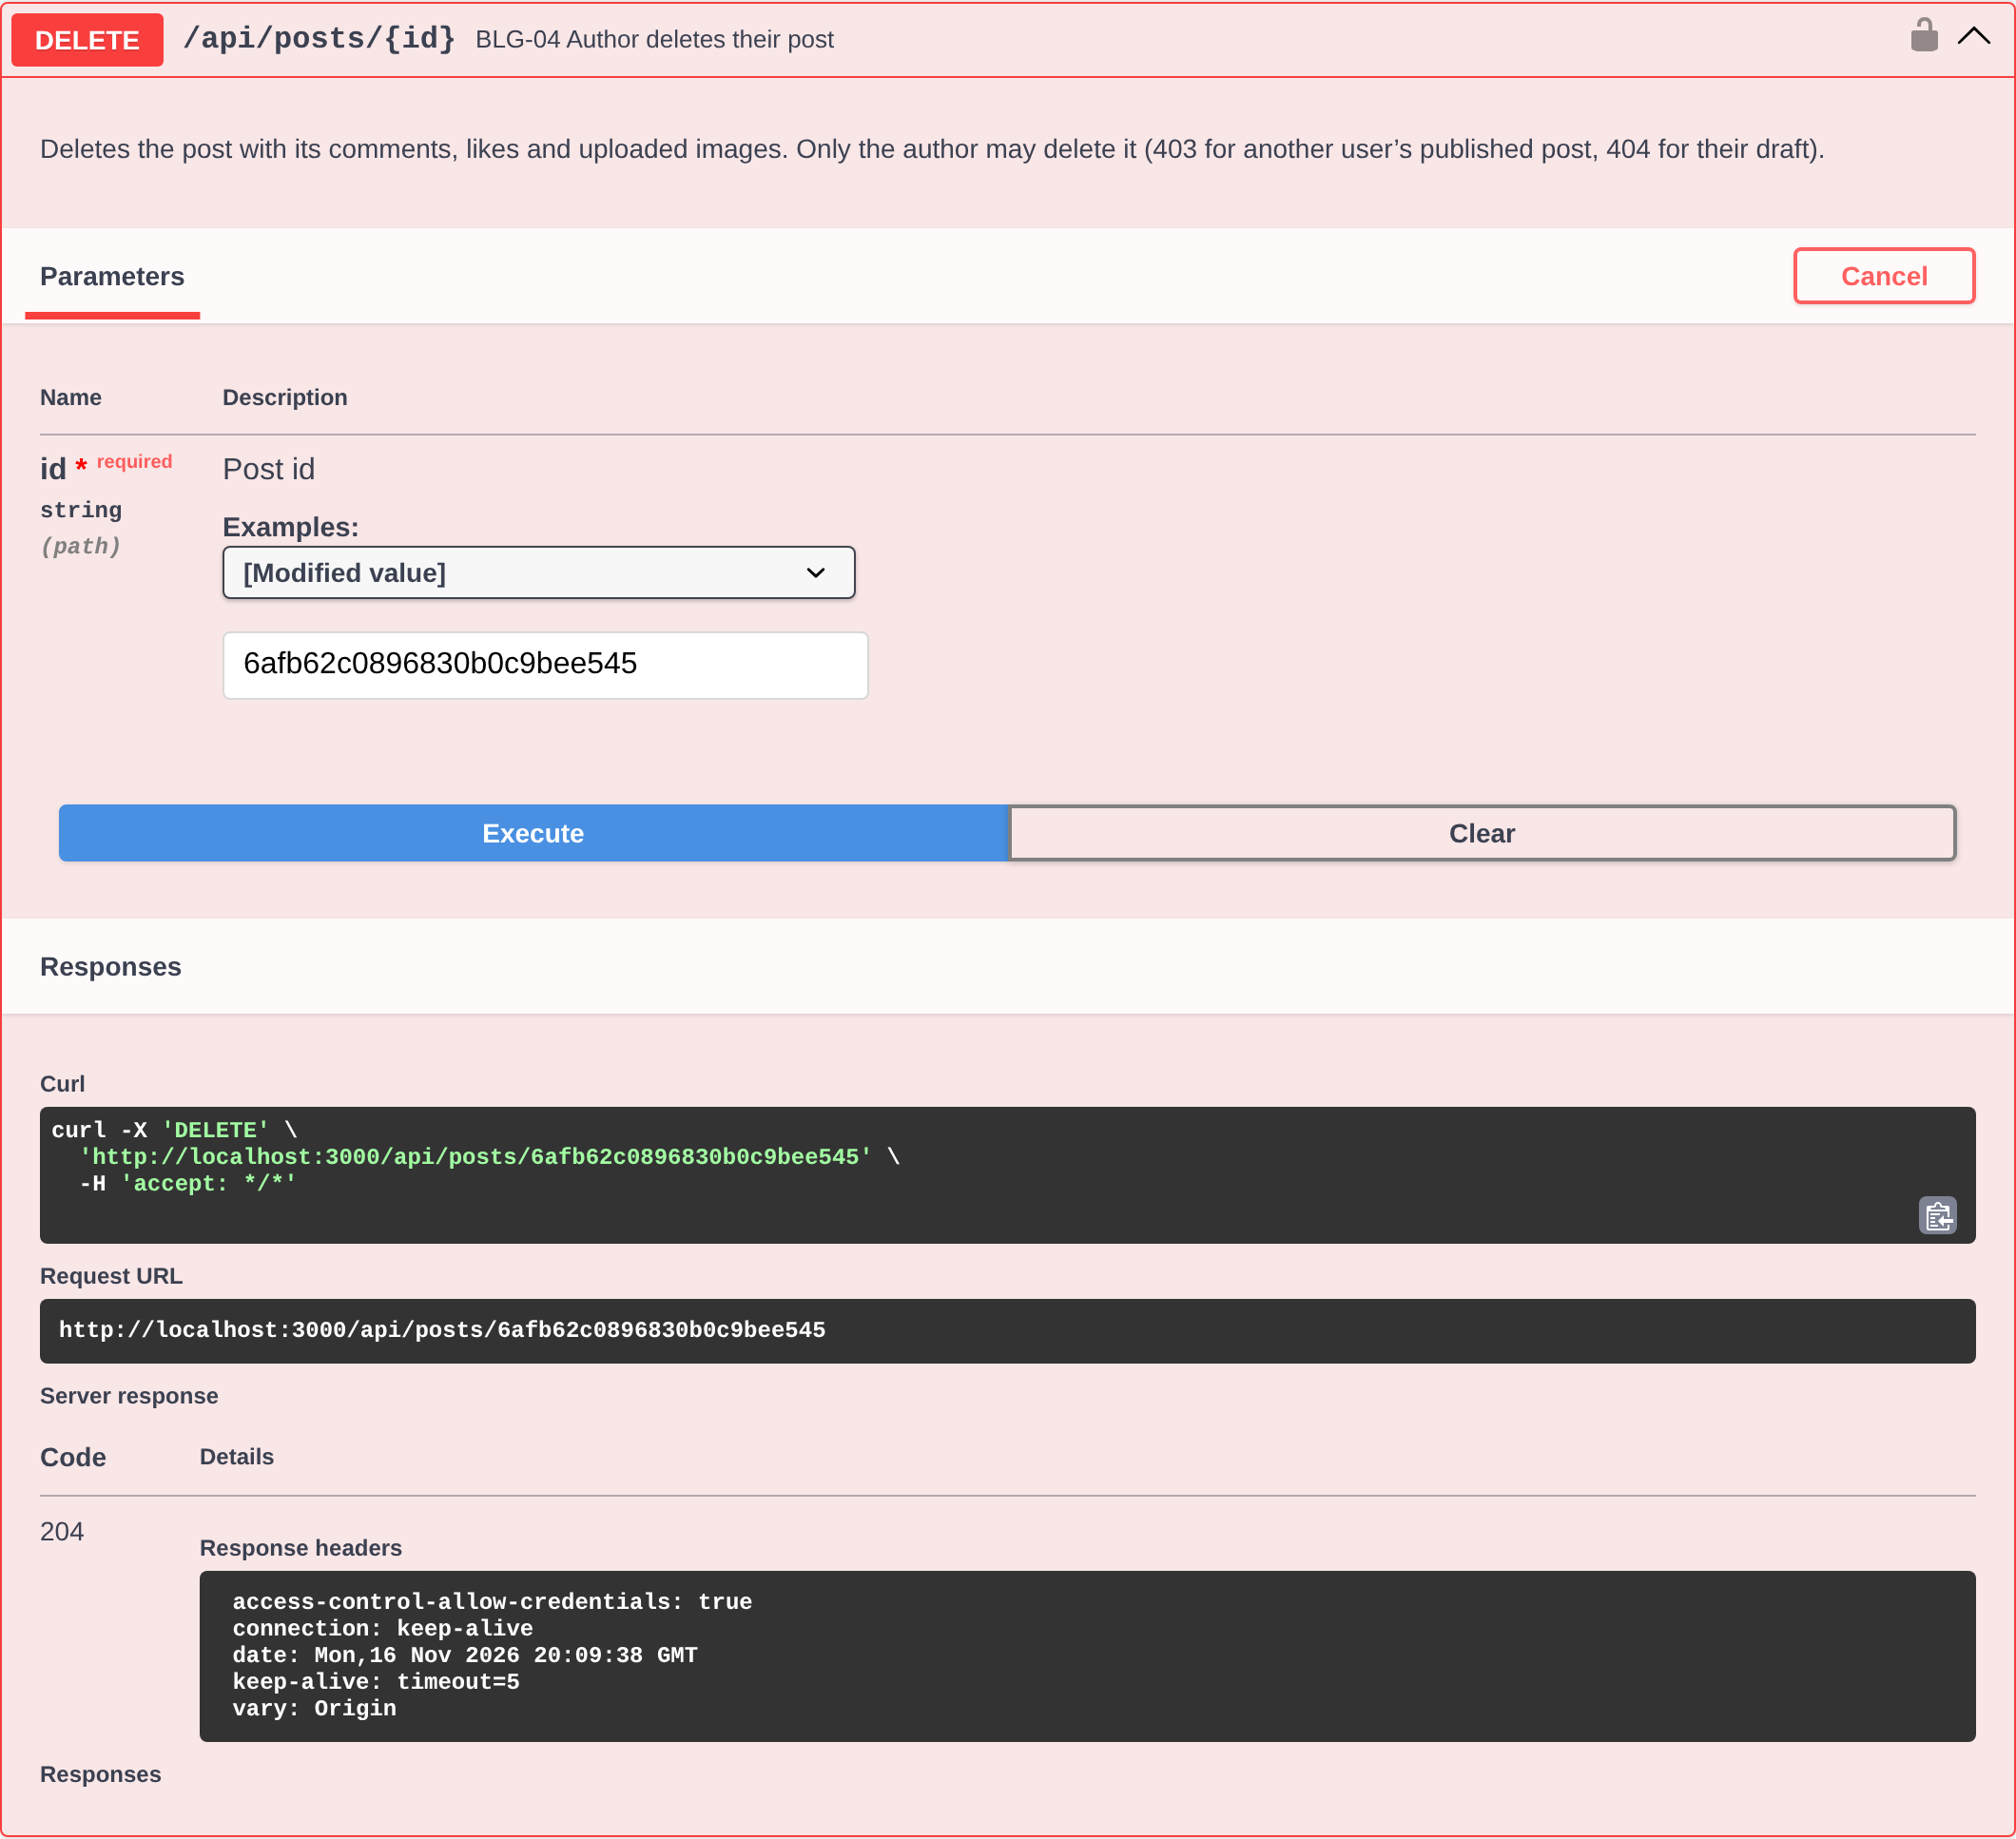 DELETE /api/posts/{id} BLG-04 Author deletes their post
Deletes the post with its comments, likes and uploaded images. Only the author may delete it (403 for another user’s published post, 404 for their draft).
Parameters
Cancel
Name Description
id * required
string
(path)
Post id
Examples:
[Modified value]
6afb62c0896830b0c9bee545
Execute
Clear
Responses
Curl
curl -X 'DELETE' \
  'http://localhost:3000/api/posts/6afb62c0896830b0c9bee545' \
  -H 'accept: */*'
Request URL
http://localhost:3000/api/posts/6afb62c0896830b0c9bee545
Server response
Code Details
204
Response headers
access-control-allow-credentials: true
connection: keep-alive
date: Mon,16 Nov 2026 20:09:38 GMT
keep-alive: timeout=5
vary: Origin
Responses